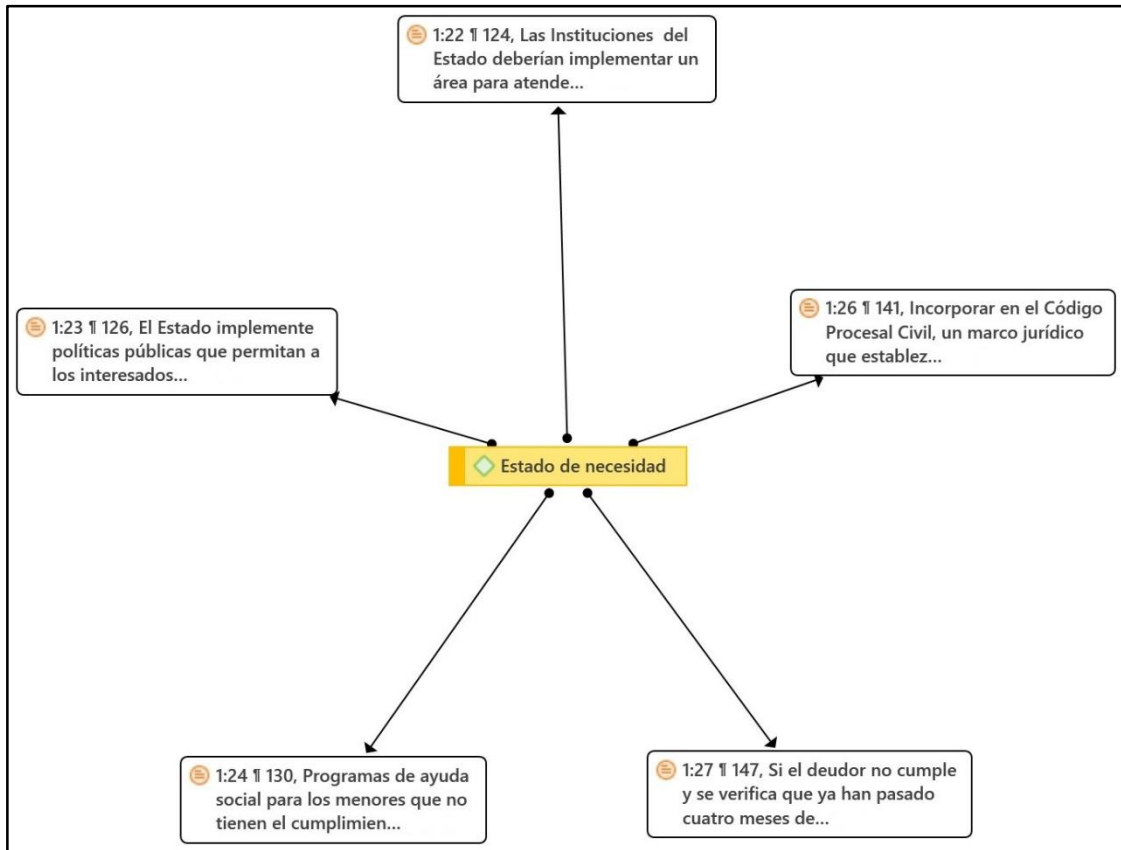 1:22 ¶ 124, Las Instituciones del
Estado deberían implementar un
área para atende...
1:23 ¶ 126, El Estado implemente
políticas públicas que permitan a
los interesados...
1:26 ¶ 141, Incorporar en el Código
Procesal Civil, un marco jurídico
que establez...
Estado de necesidad
1:24 ¶ 130, Programas de ayuda
social para los menores que no
tienen el cumplimien...
1:27 ¶ 147, Si el deudor no cumple
y se verifica que ya han pasado
cuatro meses de...